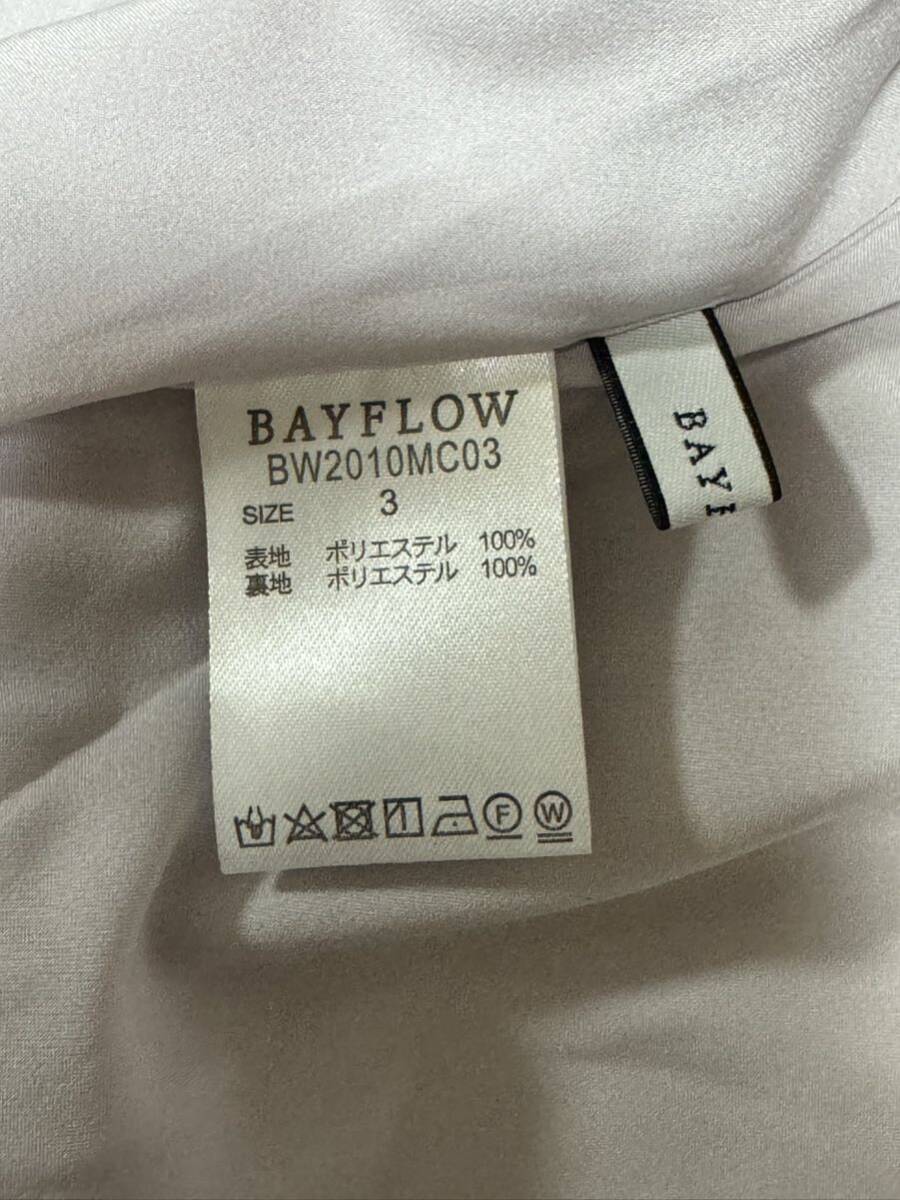 BAYFLOW
BW2010MC03
SIZE 3
表地 ポリエステル 100%
裏地 ポリエステル 100%
F W
BAYF